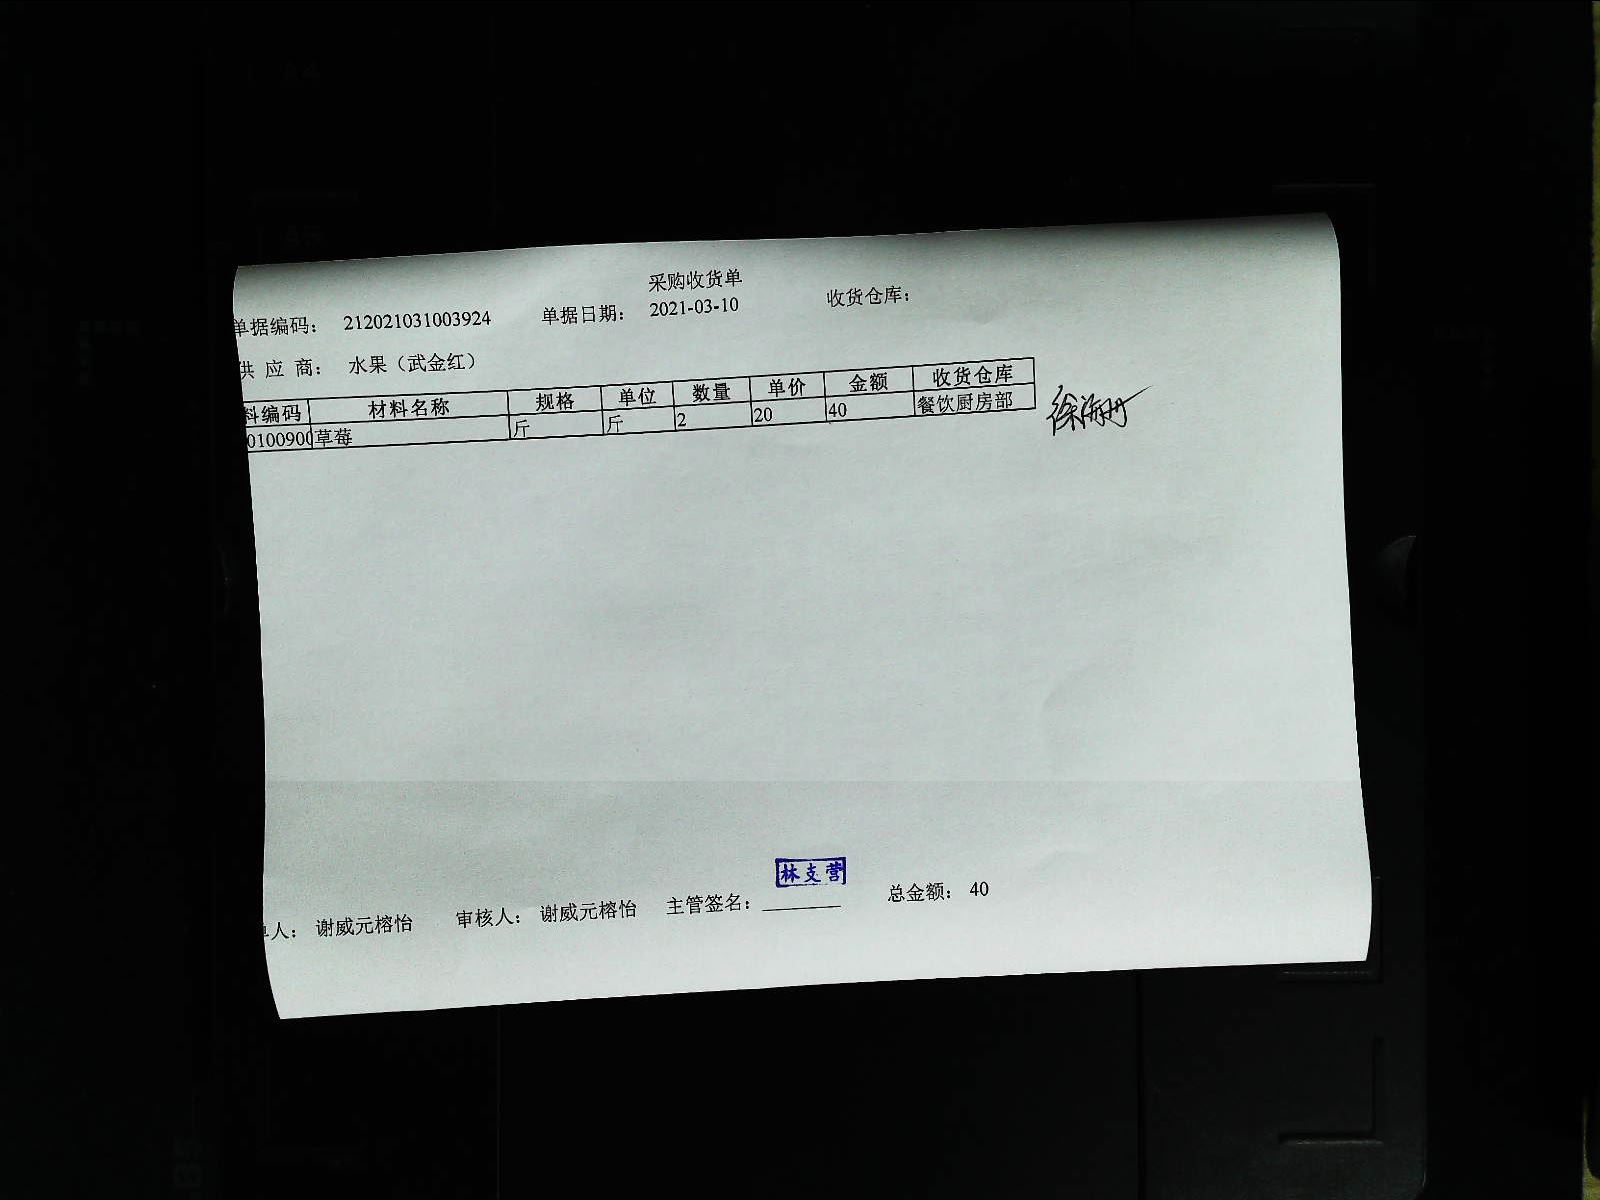 采购收货单
单据编码： 212021031003924 单据日期： 2021-03-10 收货仓库：
供 应 商： 水果（武金红）
料编码 材料名称 规格 单位 数量 单价 金额 收货仓库
0100900 草莓 斤 斤 2 20 40 餐饮厨房部
林支营
单人： 谢威元榕怡 审核人： 谢威元榕怡 主管签名：________ 总金额： 40